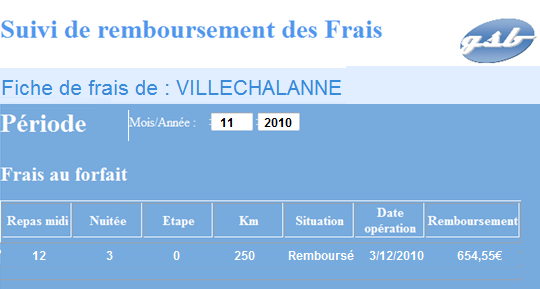 Suivi de remboursement des Frais
gsb
Fiche de frais de : VILLECHALANNE
Période Mois/Année : 11 : 2010
Frais au forfait
Repas midi Nuitée Etape Km Situation Date opération Remboursement
12 3 0 250 Remboursé 3/12/2010 654,55€